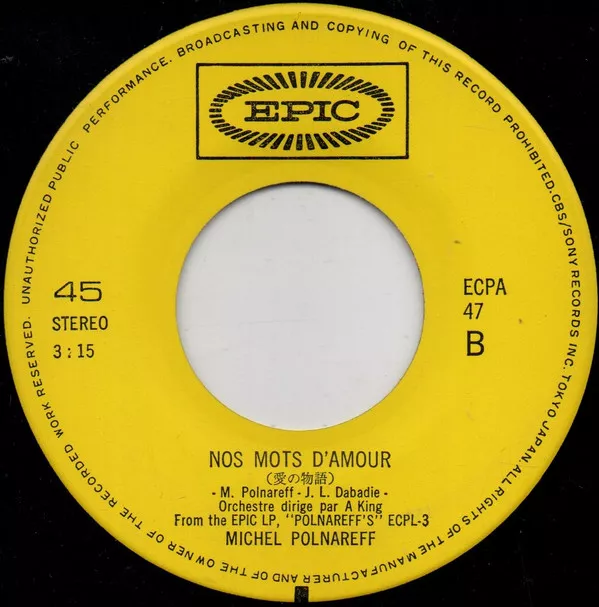 UNAUTHORIZED PUBLIC PERFORMANCE. BROADCASTING AND COPYING OF THIS RECORD PROHIBITED. CBS/SONY RECORDS INC. TOKYO JAPAN. ALL RIGHTS OF THE MANUFACTURER AND OF THE OWNER OF THE RECORDED WORK RESERVED.
EPIC
45
STEREO
3:15
ECPA
47
B
NOS MOTS D'AMOUR
(愛の物語)
- M. Polnareff - J. L. Dabadie -
Orchestre dirige par A King
From the EPIC LP, "POLNAREFF'S" ECPL-3
MICHEL POLNAREFF